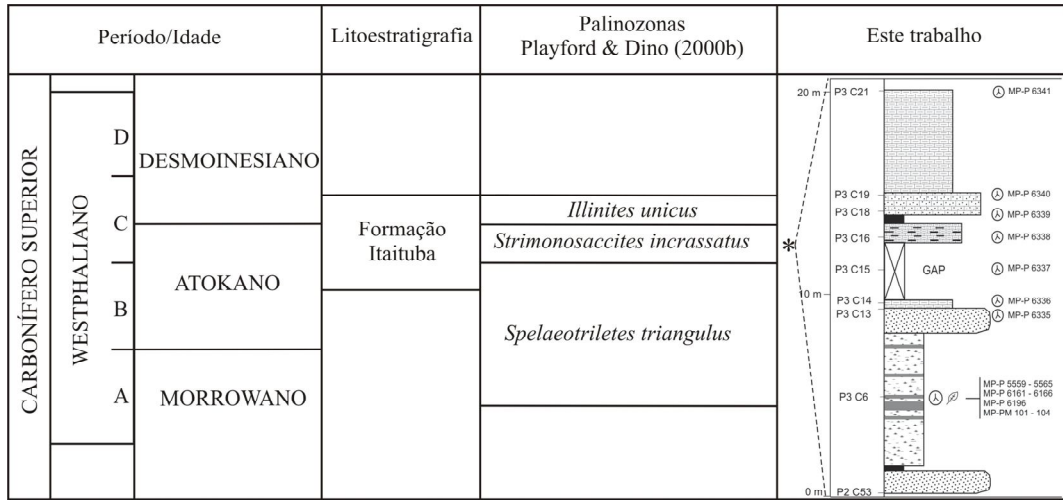 Período/Idade
Litoestratigrafia
Palinozonas
Playford & Dino (2000b)
Este trabalho
CARBONÍFERO SUPERIOR
WESTPHALIANO
D
C
B
A
DESMOINESIANO
ATOKANO
MORROWANO
Formação
Itaituba
Illinites unicus
Strimonosaccites incrassatus
Spelaeotriletes triangulus
*
20 m
P3 C21
MP-P 6341
P3 C19
MP-P 6340
P3 C18
MP-P 6339
P3 C16
MP-P 6338
P3 C15
GAP
MP-P 6337
10 m
P3 C14
MP-P 6336
P3 C13
MP-P 6335
P3 C6
MP-P 5559 - 5565
MP-P 6161 - 6166
MP-P 6196
MP-PM 101 - 104
0 m
P2 C53